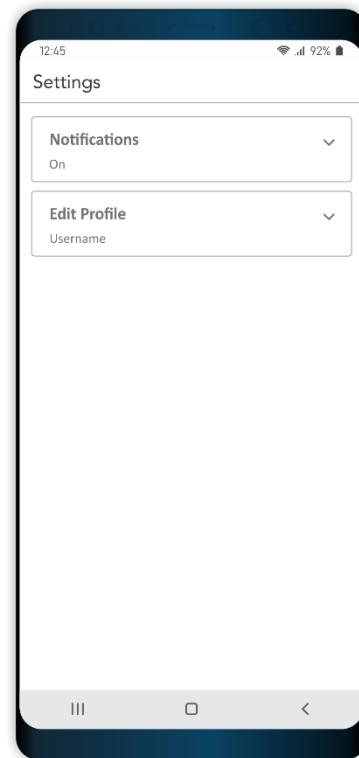 12:45 92%
Settings
Notifications
On
Edit Profile
Username